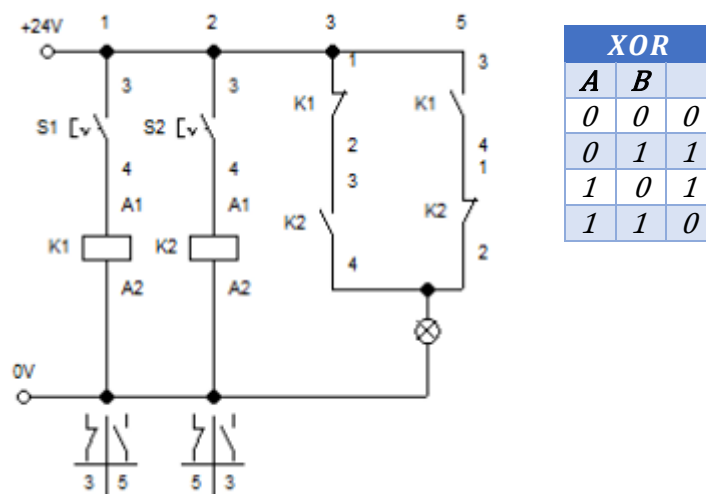 +24V 1 2 3 5
3 3 1 3
S1 S2 K1 K1
4 4 2 4
A1 A1 3 1
K1 K2 K2 K2
A2 A2 4 2
0V
3 5 5 3
XOR
A B
0 0 0
0 1 1
1 0 1
1 1 0